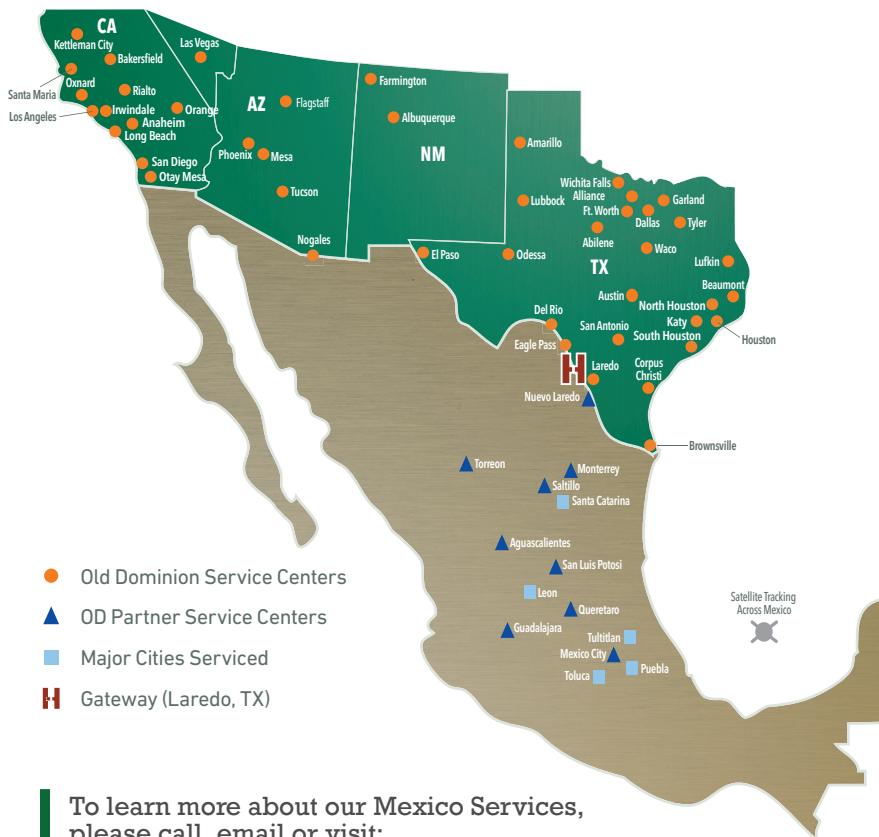 CA
Kettleman City
Las Vegas
Bakersfield
Santa Maria
Oxnard
Rialto
Los Angeles
Irwindale
Orange
Anaheim
Long Beach
San Diego
Otay Mesa
AZ
Flagstaff
Phoenix
Mesa
Tucson
Nogales
Farmington
Albuquerque
NM
Amarillo
Lubbock
Wichita Falls
Alliance
Garland
Ft. Worth
Dallas
Tyler
Abilene
Waco
El Paso
Odessa
TX
Lufkin
Beaumont
Austin
North Houston
Katy
Houston
Del Rio
San Antonio
South Houston
Eagle Pass
Laredo
Corpus
Christi
Nuevo Laredo
Brownsville
Torreon
Monterrey
Saltillo
Santa Catarina
Aguascalientes
San Luis Potosi
Leon
Queretaro
Guadalajara
Tultitlan
Mexico City
Puebla
Toluca
Satellite Tracking
Across Mexico
Old Dominion Service Centers
OD Partner Service Centers
Major Cities Serviced
Gateway (Laredo, TX)
To learn more about our Mexico Services,
please call, email or visit: